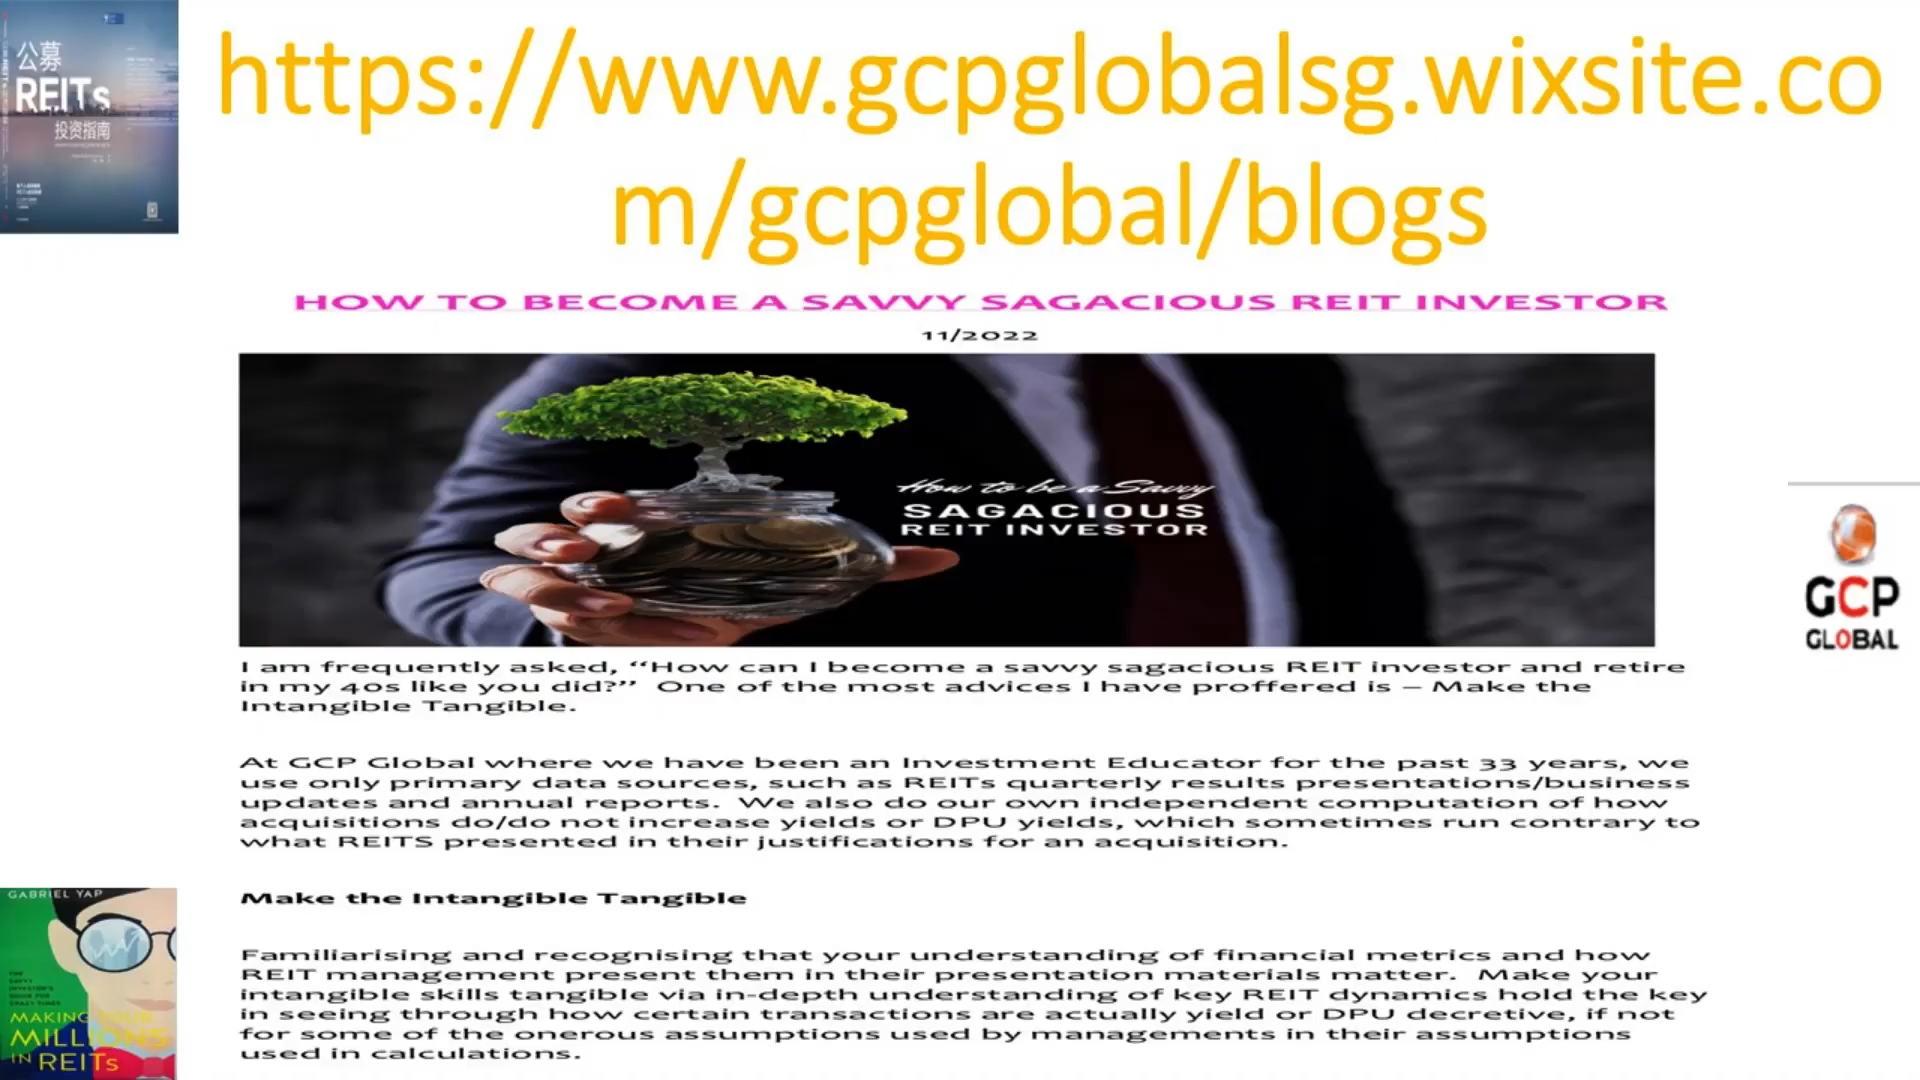 公募
REITs
投资指南
https://www.gcpglobalsg.wixsite.co
m/gcpglobal/blogs
HOW TO BECOME A SAVVY SAGACIOUS REIT INVESTOR
11/2022
How to be a Savvy
SAGACIOUS
REIT INVESTOR
GCP
GLOBAL
I am frequently asked, “How can I become a savvy sagacious REIT investor and retire
in my 40s like you did?” One of the most advices I have proffered is – Make the
Intangible Tangible.
At GCP Global where we have been an Investment Educator for the past 33 years, we
use only primary data sources, such as REITs quarterly results presentations/business
updates and annual reports. We also do our own independent computation of how
acquisitions do/do not increase yields or DPU yields, which sometimes run contrary to
what REITS presented in their justifications for an acquisition.
Make the Intangible Tangible
Familiarising and recognising that your understanding of financial metrics and how
REIT management present them in their presentation materials matter. Make your
intangible skills tangible via in-depth understanding of key REIT dynamics hold the key
in seeing through how certain transactions are actually yield or DPU decretive, if not
for some of the onerous assumptions used by managements in their assumptions
used in calculations.
GABRIEL YAP
THE
SAVVY
INVESTOR'S
GUIDE FOR
CRAZY TIMES
MAKING YOUR
MILLIONS
IN REITs